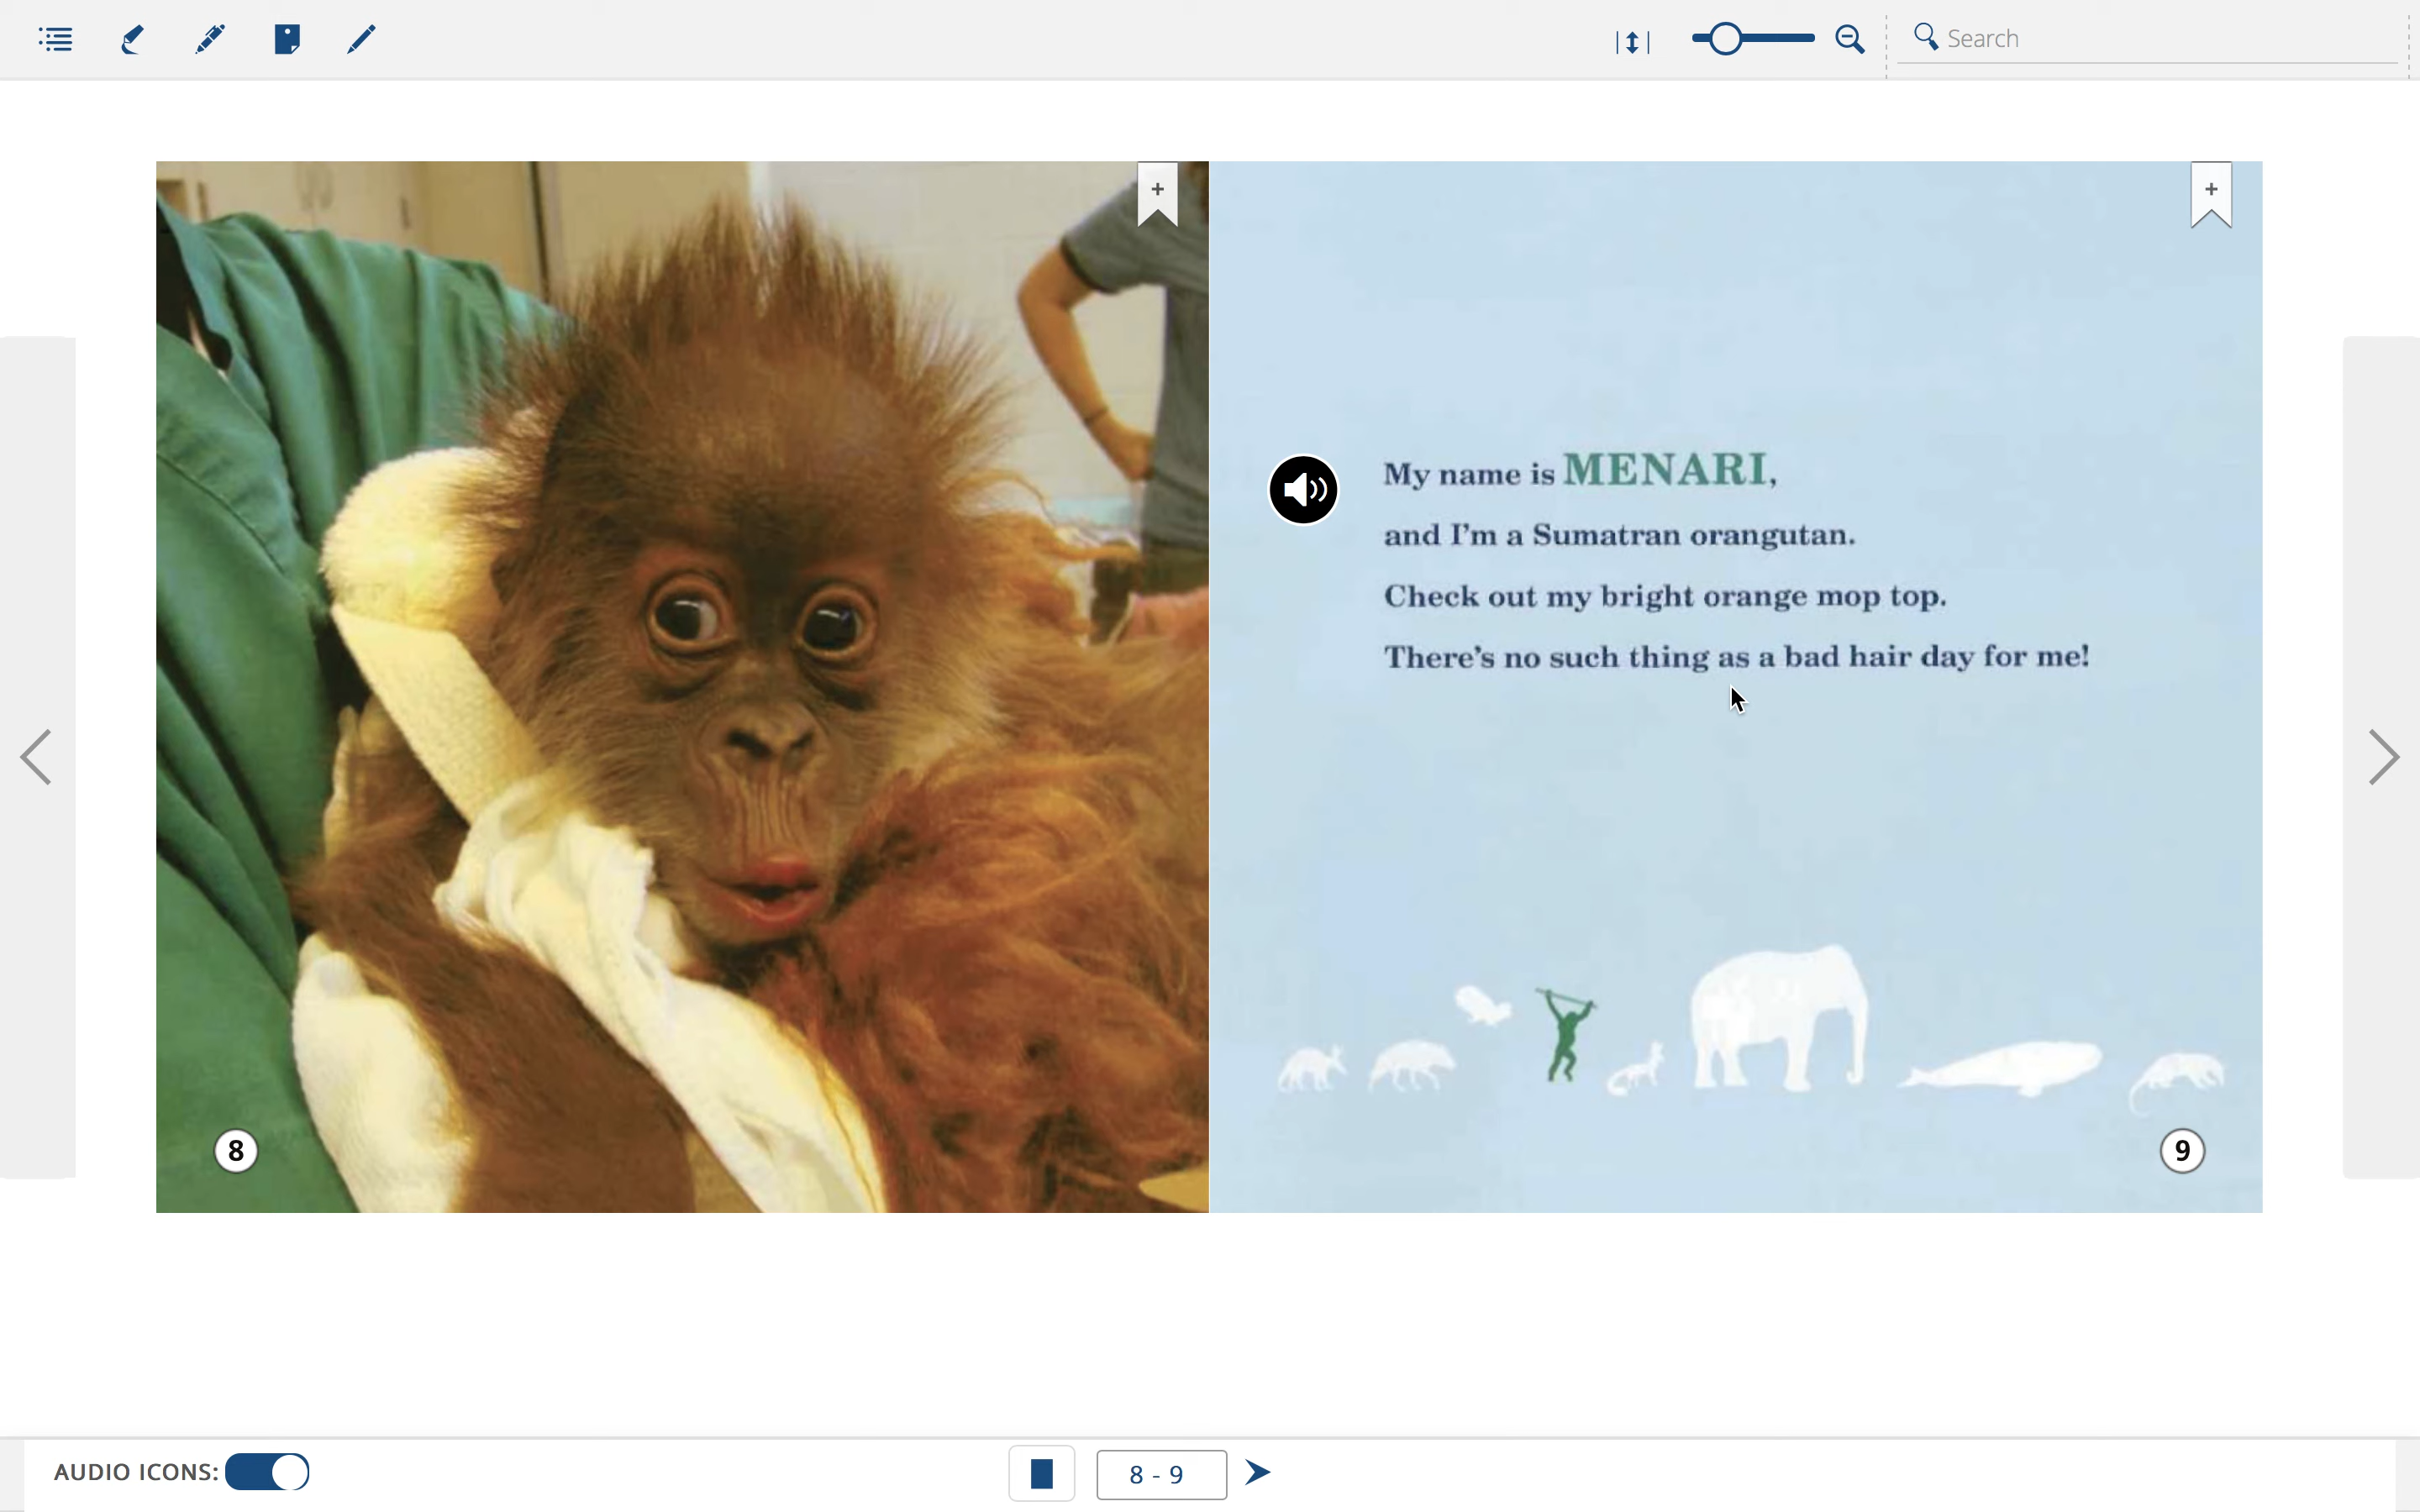 Search
+
+
My name is MENARI,
and I'm a Sumatran orangutan.
Check out my bright orange mop top.
There's no such thing as a bad hair day for me!
8
9
AUDIO ICONS:
8 - 9